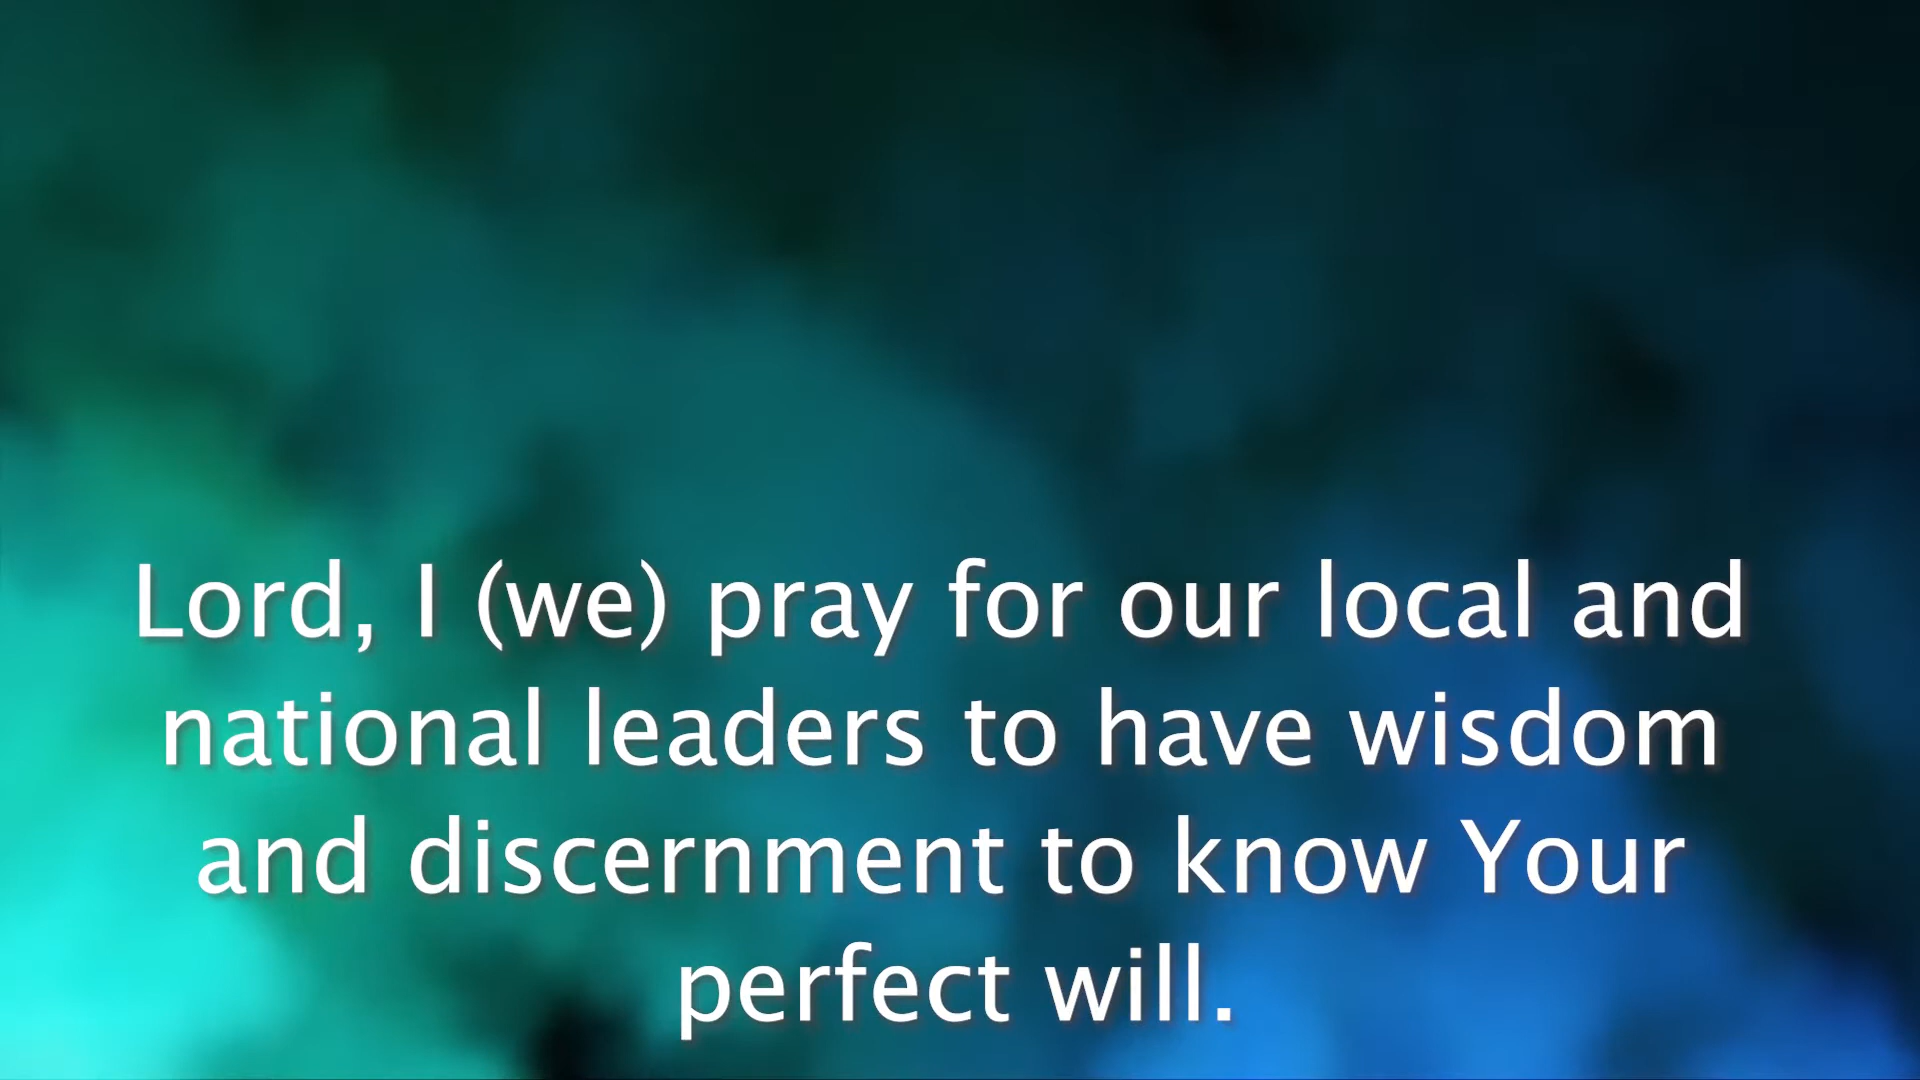 Lord, I (we) pray for our local and
national leaders to have wisdom
and discernment to know Your
perfect will.